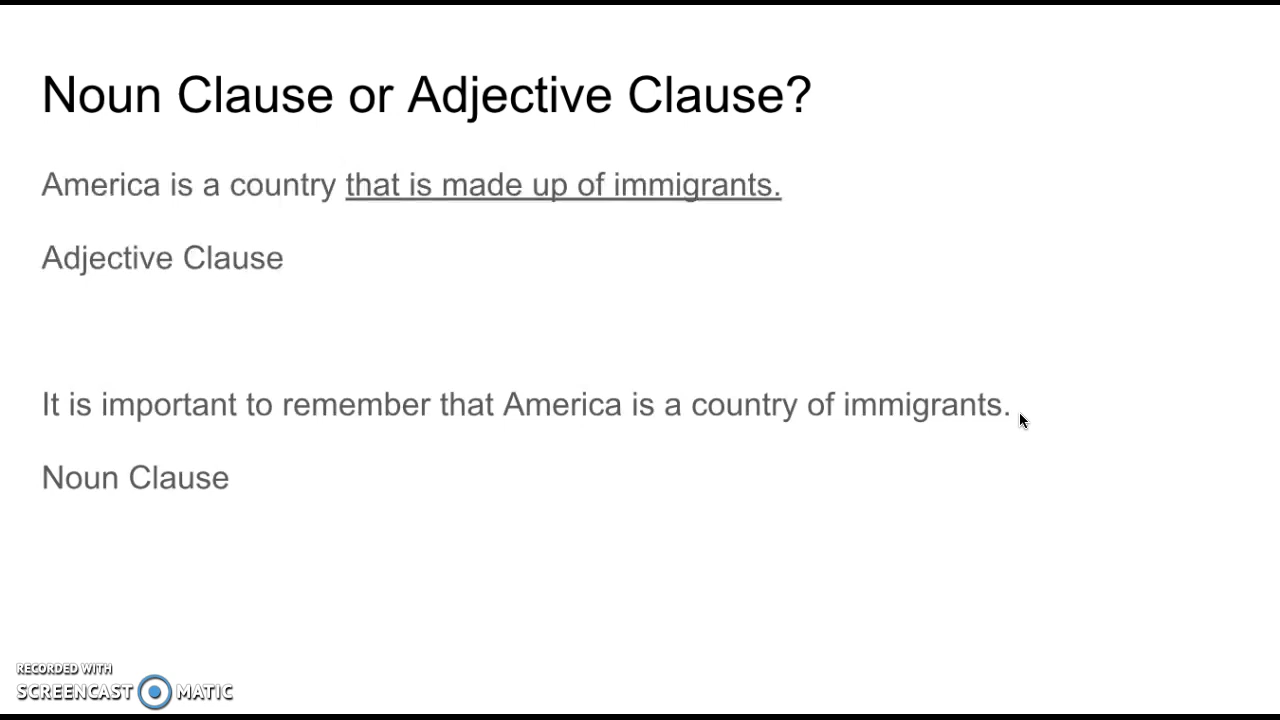 Noun Clause or Adjective Clause?
America is a country that is made up of immigrants.
Adjective Clause
It is important to remember that America is a country of immigrants.
Noun Clause
RECORDED WITH
SCREENCAST MATIC